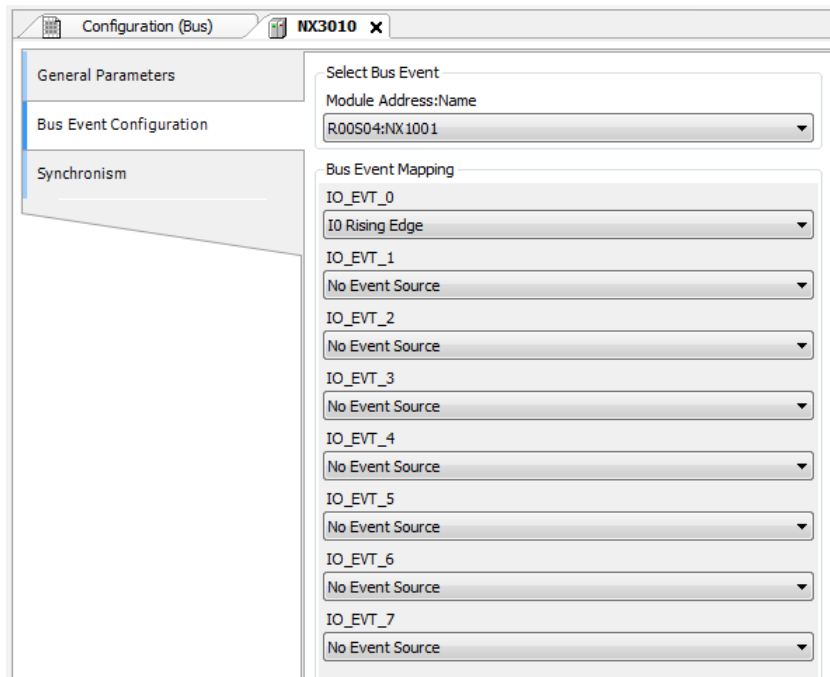 Configuration (Bus) NX3010 x
General Parameters
Bus Event Configuration
Synchronism
Select Bus Event
Module Address:Name
R00S04:NX1001
Bus Event Mapping
IO_EVT_0
I0 Rising Edge
IO_EVT_1
No Event Source
IO_EVT_2
No Event Source
IO_EVT_3
No Event Source
IO_EVT_4
No Event Source
IO_EVT_5
No Event Source
IO_EVT_6
No Event Source
IO_EVT_7
No Event Source